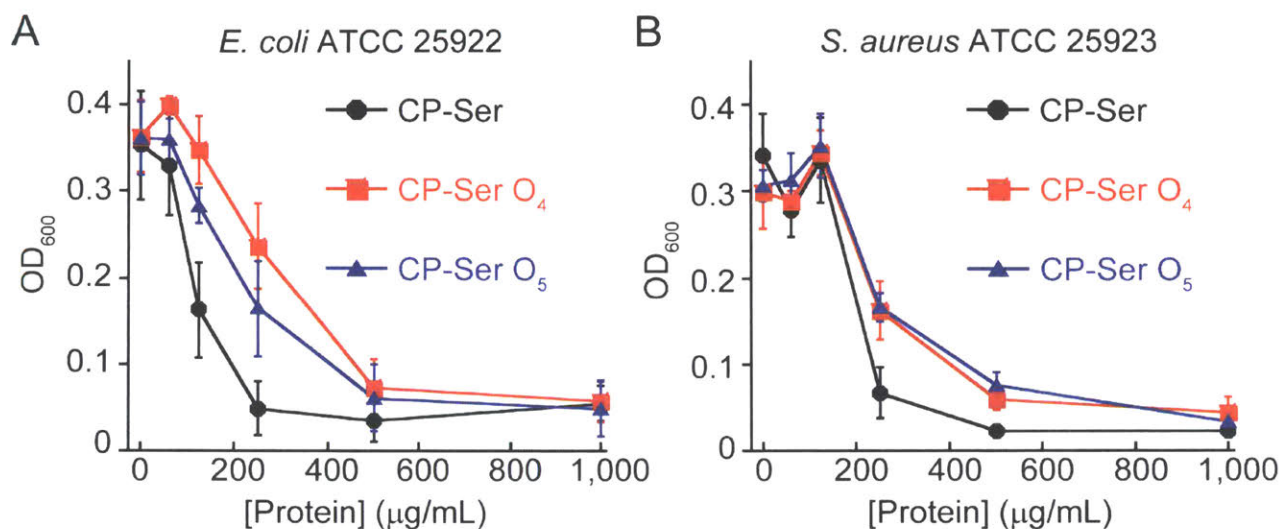 A
E. coli ATCC 25922
0.4
0.3
0.2
0.1
0
OD600
CP-Ser
CP-Ser O4
CP-Ser O5
0 200 400 600 800 1,000
[Protein] (μg/mL)
B
S. aureus ATCC 25923
0.4
0.3
0.2
0.1
0
OD600
CP-Ser
CP-Ser O4
CP-Ser O5
0 200 400 600 800 1,000
[Protein] (μg/mL)